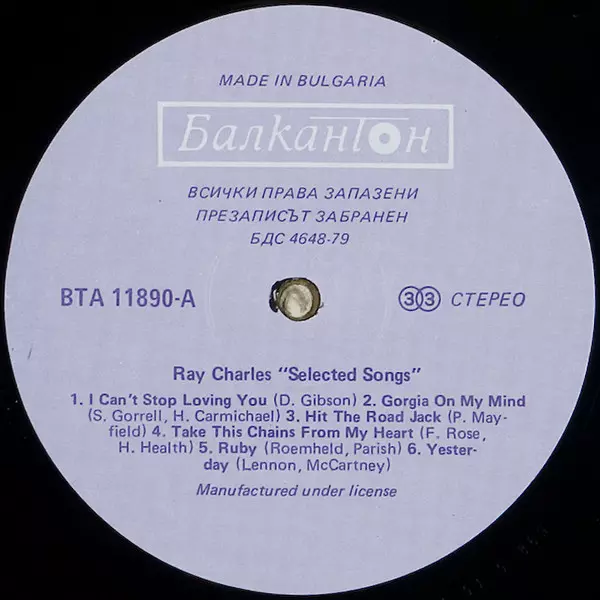 MADE IN BULGARIA
Балкантон
ВСИЧКИ ПРАВА ЗАПАЗЕНИ
ПРЕЗАПИСЪТ ЗАБРАНЕН
БДС 4648-79
ВТА 11890-А
33 СТЕРЕО
Ray Charles "Selected Songs"
1. I Can't Stop Loving You (D. Gibson) 2. Gorgia On My Mind
(S. Gorrell, H. Carmichael) 3. Hit The Road Jack (P. May-
field) 4. Take This Chains From My Heart (F. Rose,
H. Health) 5. Ruby (Roemheld, Parish) 6. Yester-
day (Lennon, McCartney)
Manufactured under license